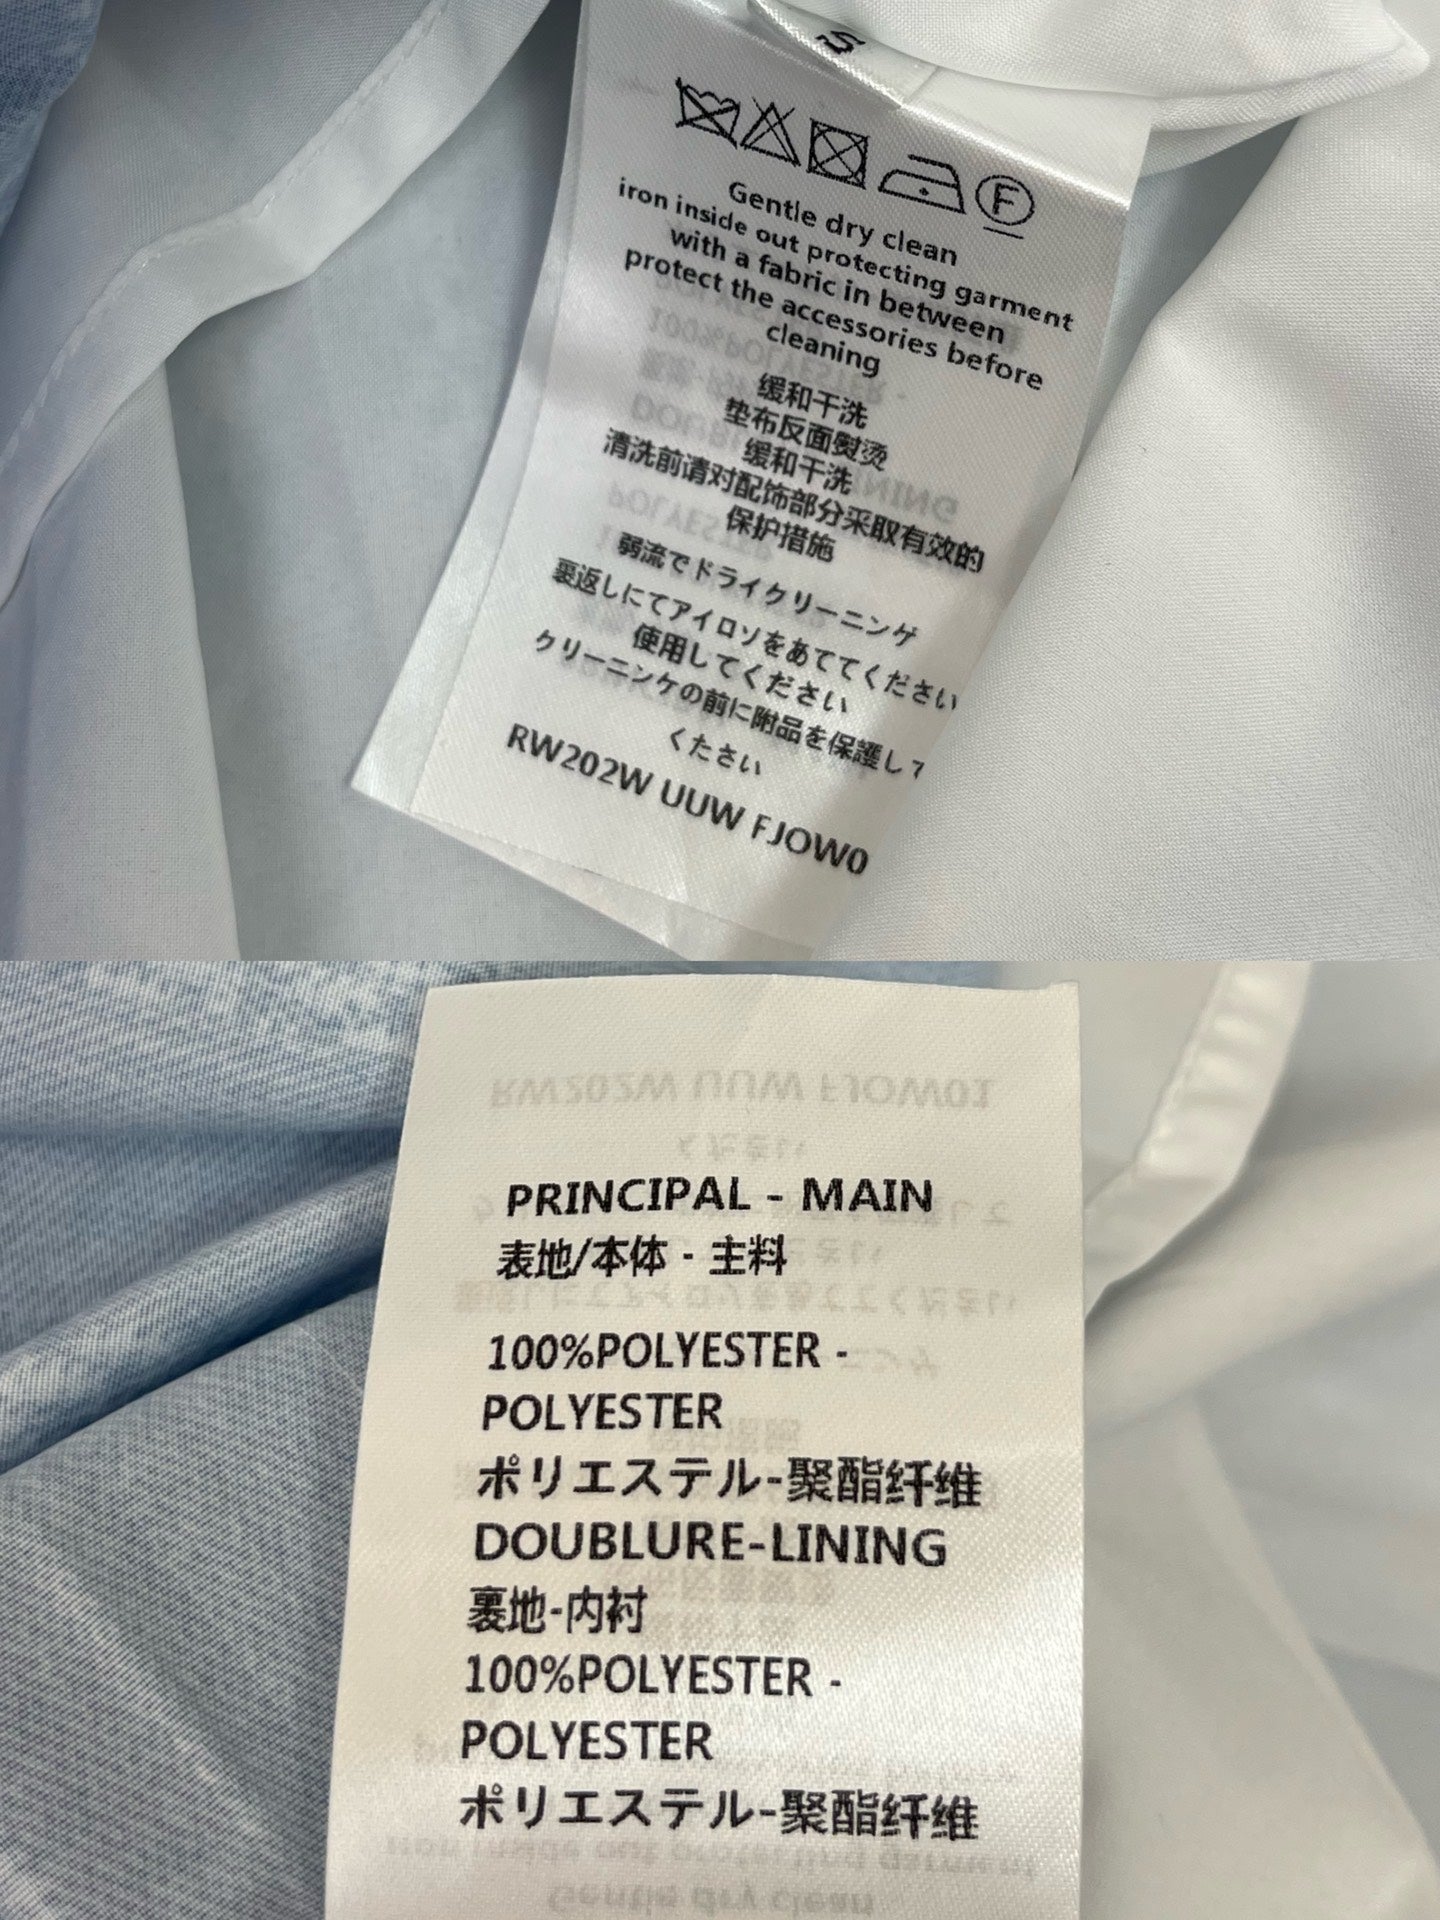 S
F
Gentle dry clean
iron inside out protecting garment
with a fabric in between
protect the accessories before
cleaning
缓和干洗
垫布反面熨烫
缓和干洗
清洗前请对配饰部分采取有效的
保护措施
弱流でドライクリーニンゲ
裏返しにてアイロソをあててください
使用してください
クリーニンケの前に附品を保護して
くたさい
RW202W UUW FJOW0
PRINCIPAL - MAIN
表地/本体 - 主料
100%POLYESTER -
POLYESTER
ポリエステル-聚酯纤维
DOUBLURE-LINING
裏地-内衬
100%POLYESTER -
POLYESTER
ポリエステル-聚酯纤维